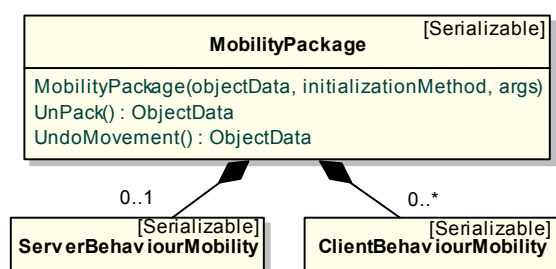 [Serializable]
MobilityPackage
MobilityPackage(objectData, initializationMethod, args)
UnPack() : ObjectData
UndoMovement() : ObjectData
0..1
0..*
[Serializable]
ServerBehaviourMobility
[Serializable]
ClientBehaviourMobility